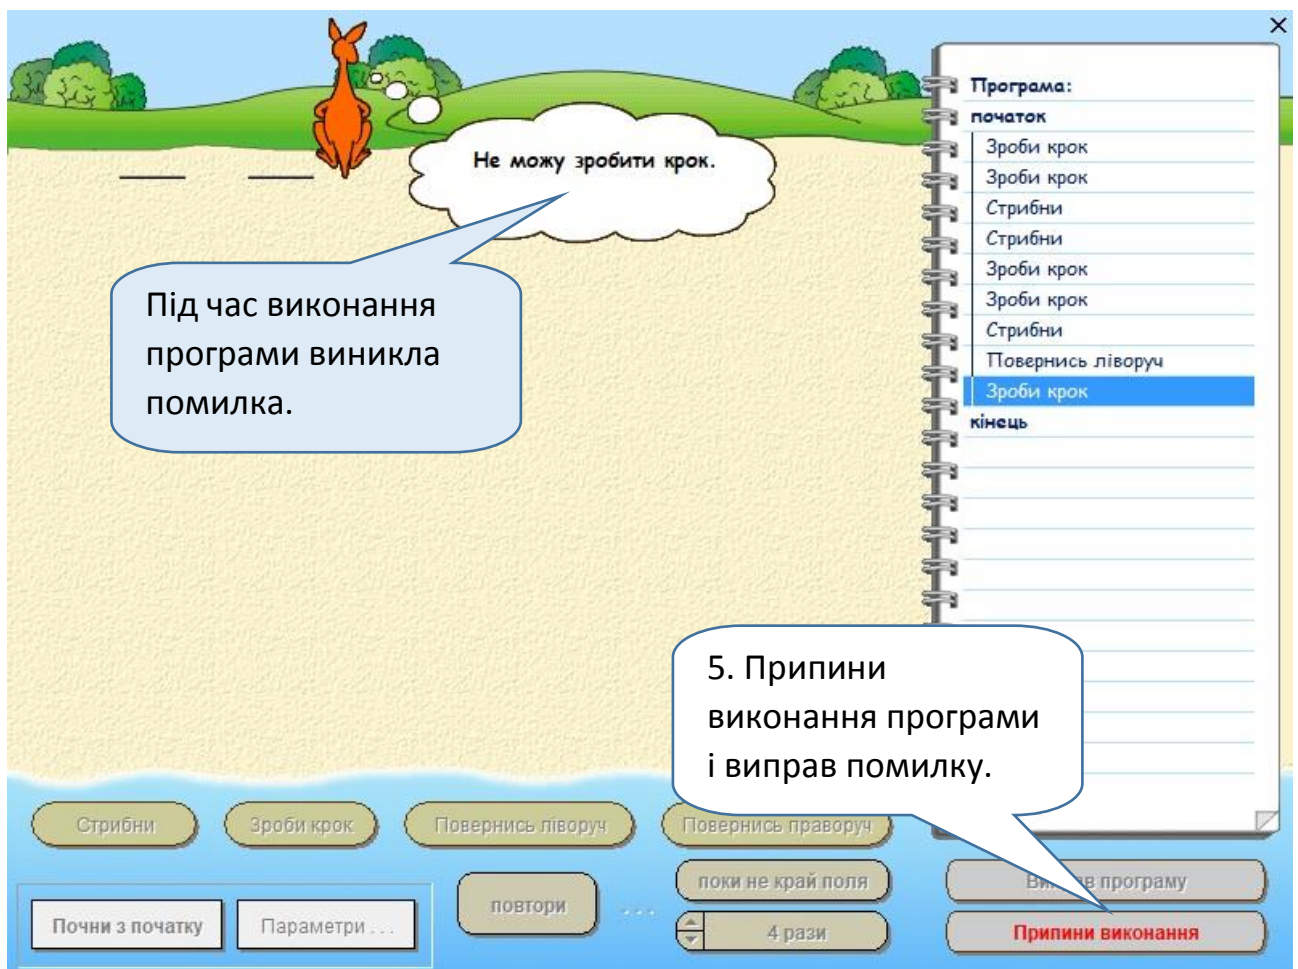 ×
Програма:
початок
Зроби крок
Зроби крок
Стрибни
Стрибни
Зроби крок
Зроби крок
Стрибни
Повернись ліворуч
Зроби крок
кінець
Не можу зробити крок.
Під час виконання
програми виникла
помилка.
5. Припини
виконання програми
і виправ помилку.
Стрибни
Зроби крок
Повернись ліворуч
Повернись праворуч
Почни з початку
Параметри . . .
повтори
. . .
поки не край поля
4 рази
програму
Припини виконання